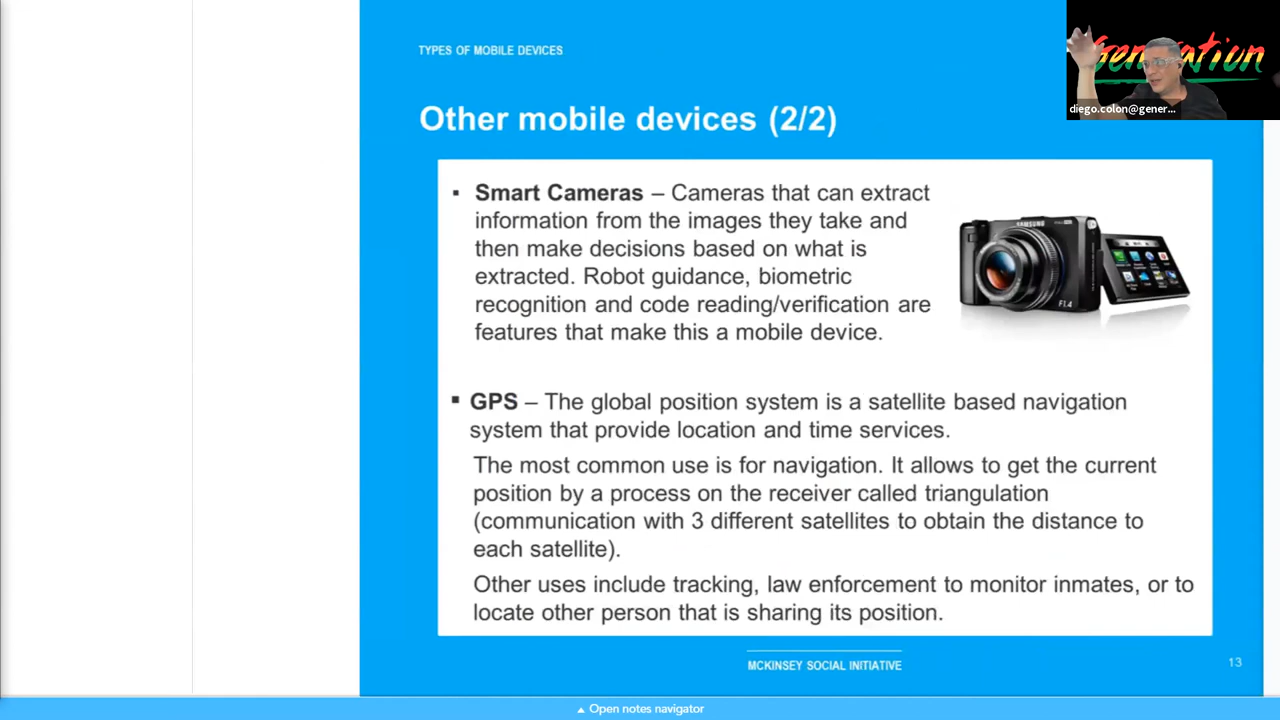 TYPES OF MOBILE DEVICES
Generation
diego.colon@gener...
Other mobile devices (2/2)
▪ Smart Cameras – Cameras that can extract
information from the images they take and
then make decisions based on what is
extracted. Robot guidance, biometric
recognition and code reading/verification are
features that make this a mobile device.
SAMSUNG
F1.4
▪ GPS – The global position system is a satellite based navigation
system that provide location and time services.
The most common use is for navigation. It allows to get the current
position by a process on the receiver called triangulation
(communication with 3 different satellites to obtain the distance to
each satellite).
Other uses include tracking, law enforcement to monitor inmates, or to
locate other person that is sharing its position.
MCKINSEY SOCIAL INITIATIVE
13
▲ Open notes navigator